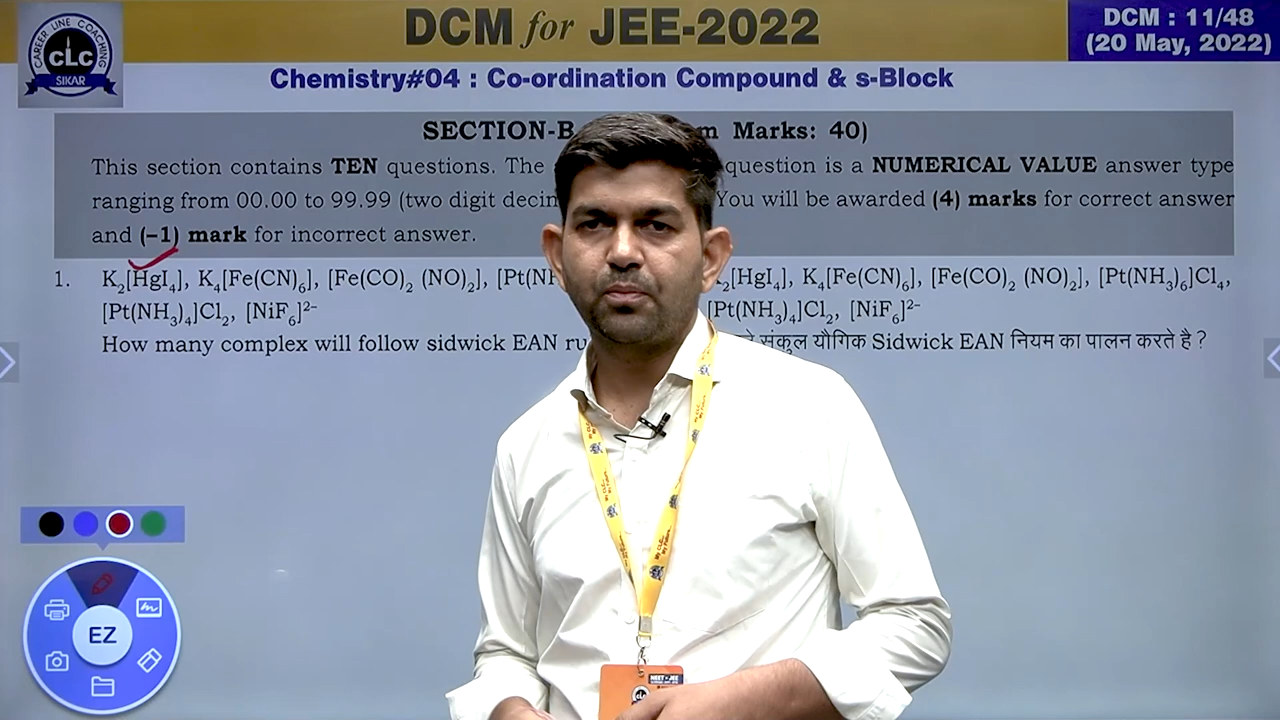 DCM for JEE-2022
DCM : 11/48
(20 May, 2022)
CAREER LINE COACHING
CLC
SIKAR
Chemistry#04 : Co-ordination Compound & s-Block
SECTION-B Marks: 40)
This section contains TEN questions. The question is a NUMERICAL VALUE answer type
ranging from 00.00 to 99.99 (two digit You will be awarded (4) marks for correct answer
and (−1) mark for incorrect answer.
1. K₂[HgI₄], K₄[Fe(CN)₆], [Fe(CO)₂ (NO)₂], [HgI₄], K₄[Fe(CN)₆], [Fe(CO)₂ (NO)₂], [Pt(NH₃)₆]Cl₄,
[Pt(NH₃)₄]Cl₂, [NiF₆]²⁻ [Pt(NH₃)₄]Cl₂, [NiF₆]²⁻
How many complex will follow sidwick EAN संकुल यौगिक Sidwick EAN नियम का पालन करते है ?
EZ
NEET JEE
CLC